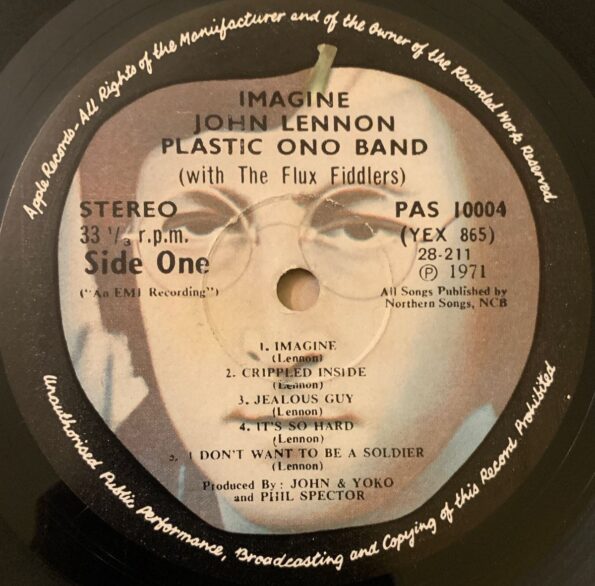 Apple Records - All Rights of the Manufacturer and of the Owner of the Recorded Work Reserved
IMAGINE
JOHN LENNON
PLASTIC ONO BAND
(with The Flux Fiddlers)
STEREO
33 1/3 r.p.m.
Side One
("An EMI Recording")
PAS 10004
(YEX 865)
28-211
Ⓟ 1971
All Songs Published by
Northern Songs, NCB
1. IMAGINE
(Lennon)
2. CRIPPLED INSIDE
(Lennon)
3. JEALOUS GUY
(Lennon)
4. IT'S SO HARD
(Lennon)
5. I DON'T WANT TO BE A SOLDIER
(Lennon)
Produced By: JOHN & YOKO
and PHIL SPECTOR
Unauthorised Public Performance, Broadcasting and Copying of this Record Prohibited